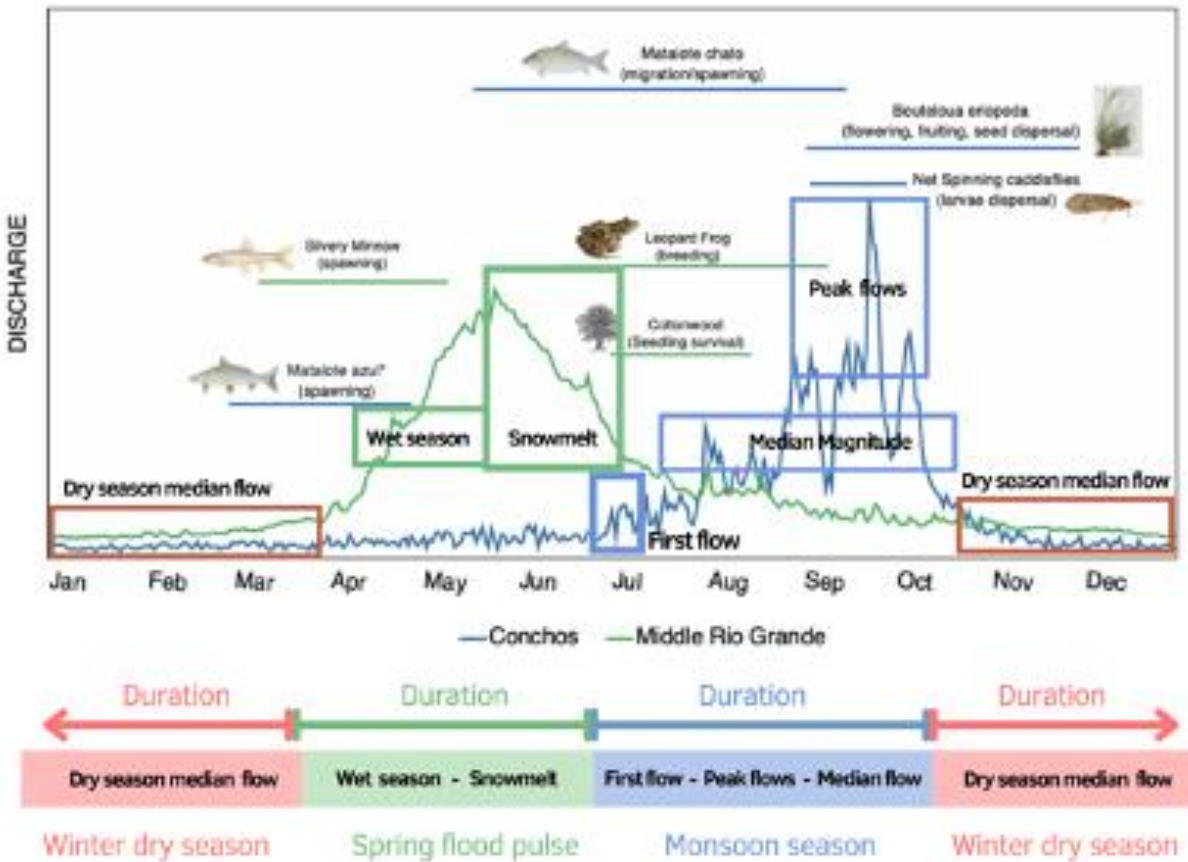 Matalote chato
(migration/spawning)
Bouteloua eriopoda
(flowering, fruiting, seed dispersal)
Net Spinning caddisflies
(larvae dispersal)
DISCHARGE
Silvery Minnow
(spawning)
Leopard Frog
(breeding)
Peak flows
Cottonwood
(Seedling survival)
Matalote azul*
(spawning)
Wet season
Snowmelt
Median Magnitude
Dry season median flow
Dry season median flow
First flow
Jan Feb Mar Apr May Jun Jul Aug Sep Oct Nov Dec
Conchos Middle Rio Grande
Duration Duration Duration Duration
Dry season median flow Wet season - Snowmelt First flow - Peak flows - Median flow Dry season median flow
Winter dry season Spring flood pulse Monsoon season Winter dry season